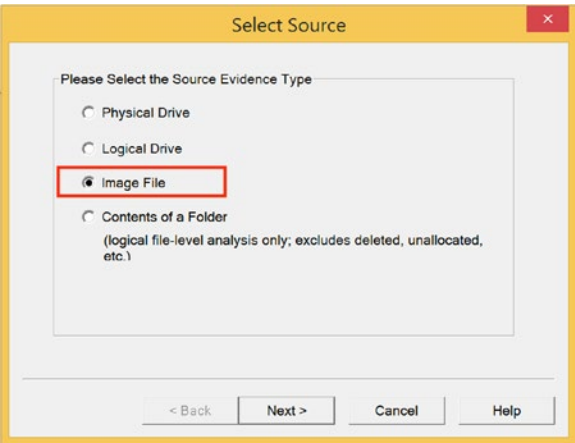 Select Source
Please Select the Source Evidence Type
Physical Drive
Logical Drive
Image File
Contents of a Folder
(logical file-level analysis only; excludes deleted, unallocated,
etc.)
< Back Next > Cancel Help